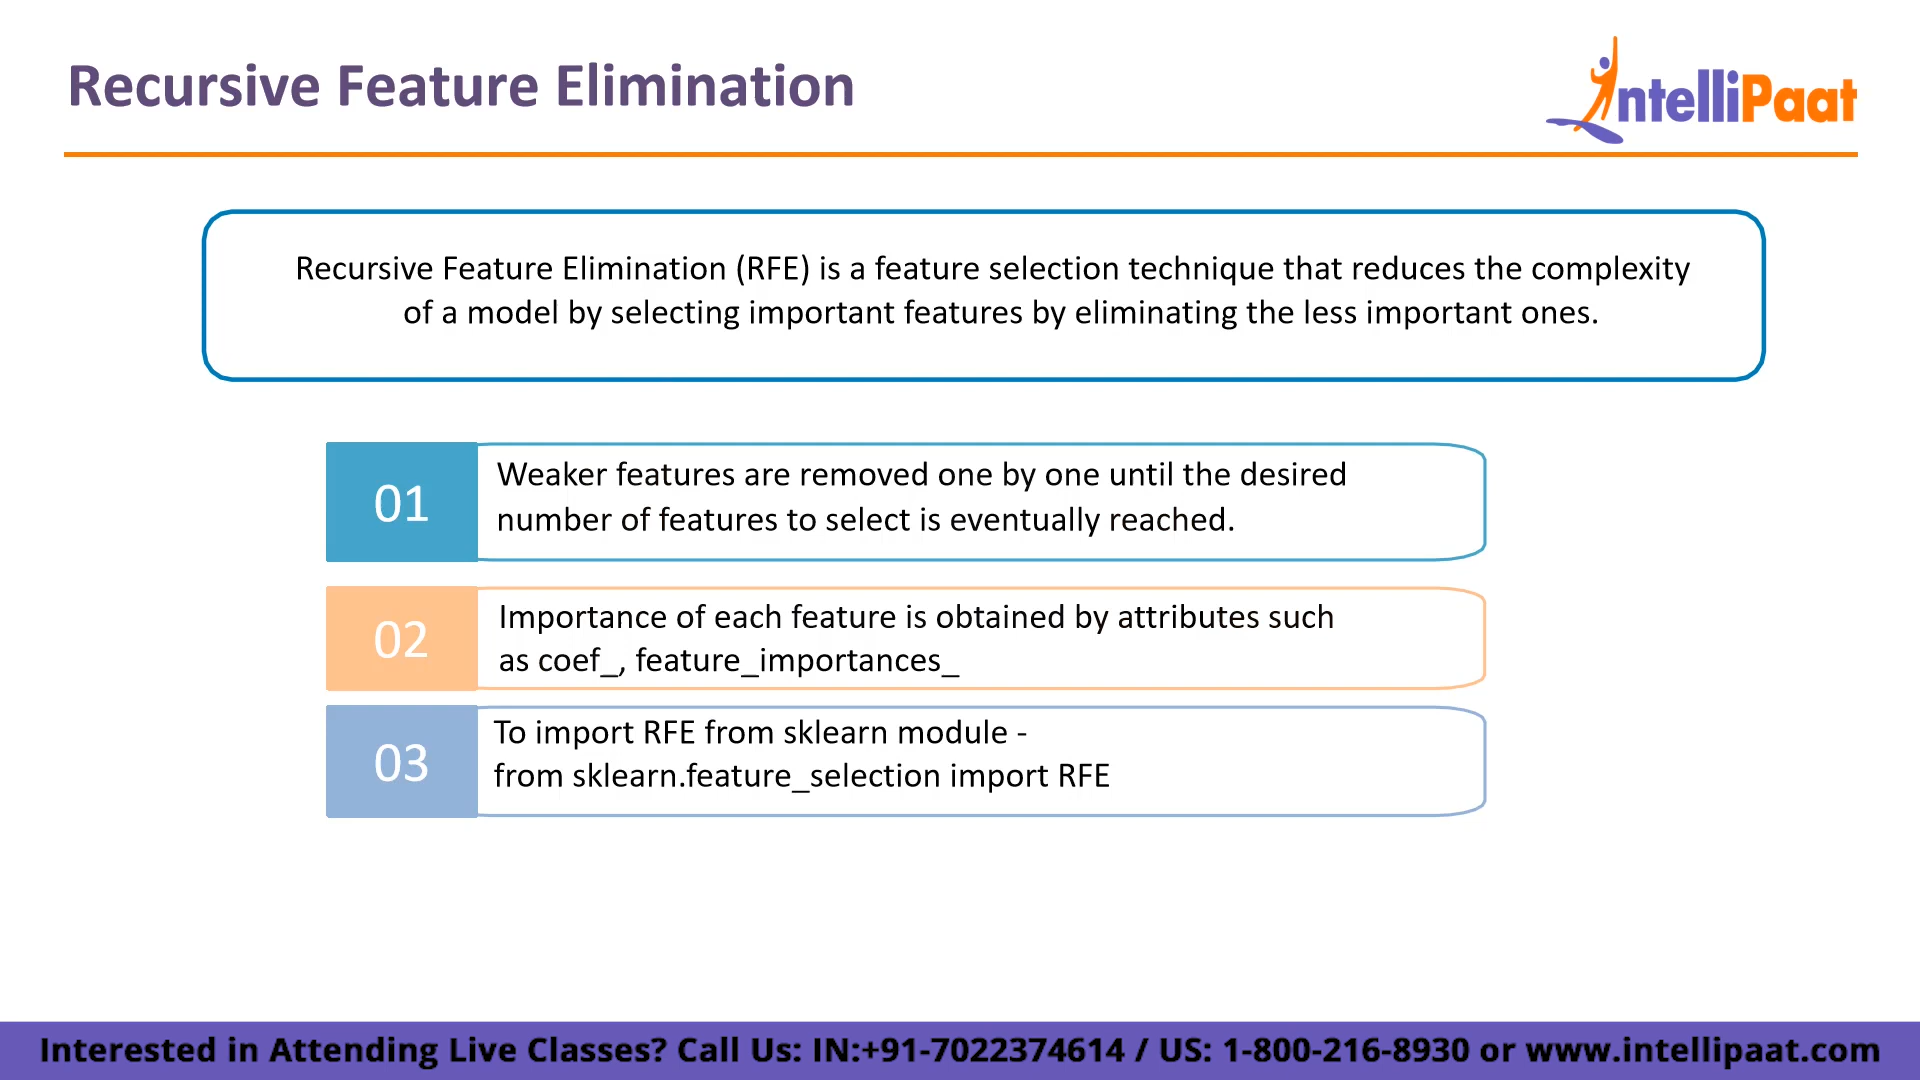 Recursive Feature Elimination
IntelliPaat
Recursive Feature Elimination (RFE) is a feature selection technique that reduces the complexity
of a model by selecting important features by eliminating the less important ones.
01
Weaker features are removed one by one until the desired
number of features to select is eventually reached.
02
Importance of each feature is obtained by attributes such
as coef_, feature_importances_
03
To import RFE from sklearn module -
from sklearn.feature_selection import RFE
Interested in Attending Live Classes? Call Us: IN:+91-7022374614 / US: 1-800-216-8930 or www.intellipaat.com